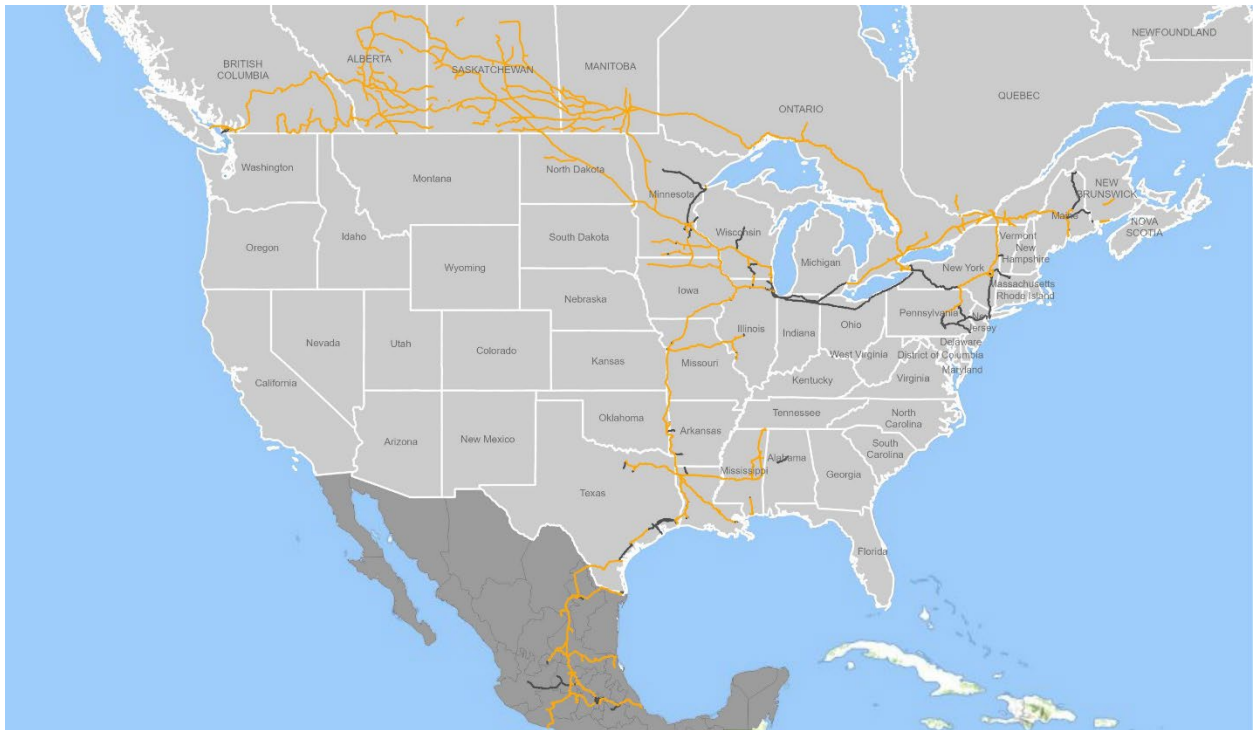 NEWFOUNDLAND
BRITISH
COLUMBIA
ALBERTA
SASKATCHEWAN
MANITOBA
ONTARIO
QUEBEC
Washington
Montana
North Dakota
Minnesota
NEW
BRUNSWICK
Maine
NOVA
SCOTIA
Oregon
Idaho
South Dakota
Wisconsin
Michigan
Vermont
New
Hampshire
New York
Massachusetts
Rhode Island
Wyoming
Nebraska
Iowa
Pennsylvania
New
Jersey
Nevada
Utah
Colorado
Kansas
Illinois
Indiana
Ohio
Delaware
West Virginia
District of Columbia
Maryland
California
Missouri
Kentucky
Virginia
Arizona
New Mexico
Oklahoma
Arkansas
Tennessee
North
Carolina
South
Carolina
Mississippi
Alabama
Georgia
Texas
Florida